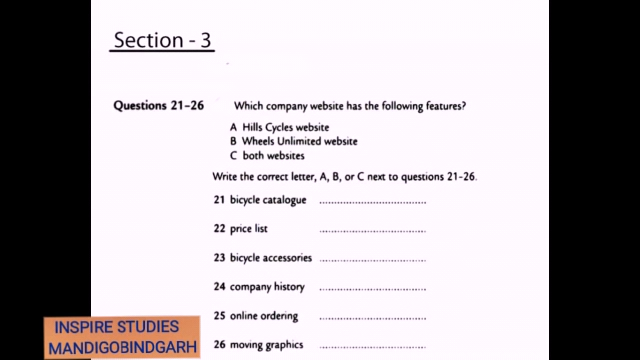 Section - 3
Questions 21-26 Which company website has the following features?
A Hills Cycles website
B Wheels Unlimited website
C both websites
Write the correct letter, A, B, or C next to questions 21-26.
21 bicycle catalogue ..............................
22 price list ..............................
23 bicycle accessories ..............................
24 company history ..............................
25 online ordering ..............................
26 moving graphics ..............................
INSPIRE STUDIES
MANDIGOBINDGARH